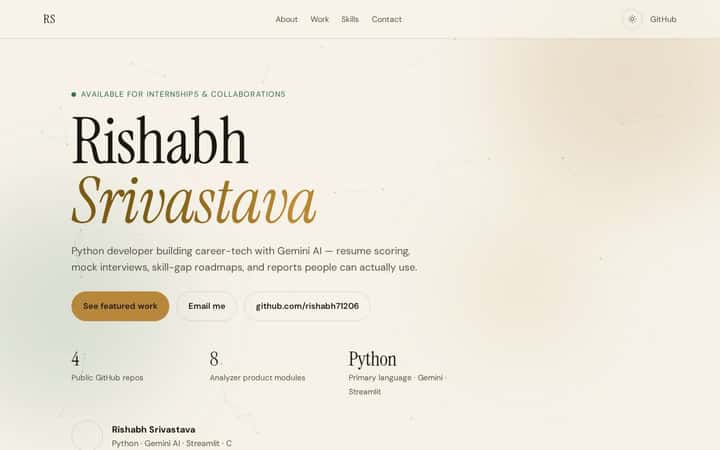 RS
About Work Skills Contact
GitHub
AVAILABLE FOR INTERNSHIPS & COLLABORATIONS
Rishabh
Srivastava
Python developer building career-tech with Gemini AI — resume scoring,
mock interviews, skill-gap roadmaps, and reports people can actually use.
See featured work
Email me
github.com/rishabh71206
4
Public GitHub repos
8
Analyzer product modules
Python
Primary language · Gemini ·
Streamlit
Rishabh Srivastava
Python · Gemini AI · Streamlit · C